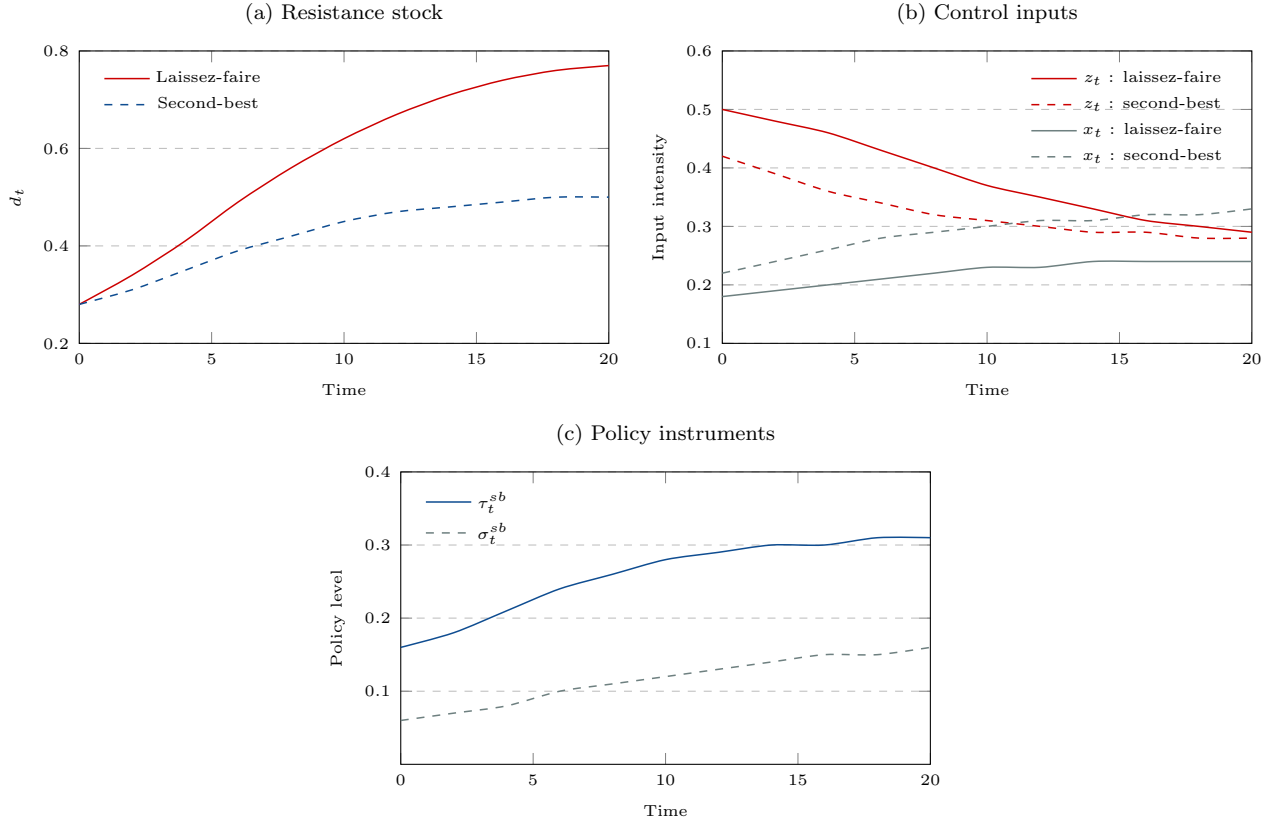 (a) Resistance stock
0.8
0.6
0.4
0.2
d_t
Laissez-faire
Second-best
0 5 10 15 20
Time
(b) Control inputs
0.6
0.5
0.4
0.3
0.2
0.1
Input intensity
z_t : laissez-faire
z_t : second-best
x_t : laissez-faire
x_t : second-best
0 5 10 15 20
Time
(c) Policy instruments
0.4
0.3
0.2
0.1
Policy level
τ_t^{sb}
σ_t^{sb}
0 5 10 15 20
Time